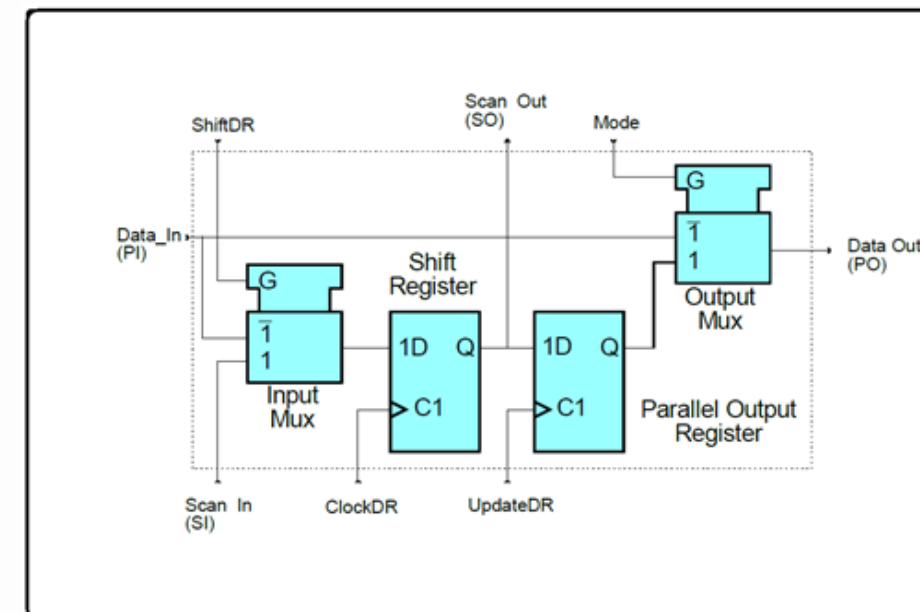 Scan Out
(SO)
ShiftDR
Mode
G
Data_In
(PI)
1
1
Data Out
(PO)
Shift
Register
G
Output
Mux
1
1
1D Q
1D Q
Input
Mux
C1
C1
Parallel Output
Register
Scan In
(SI)
ClockDR
UpdateDR